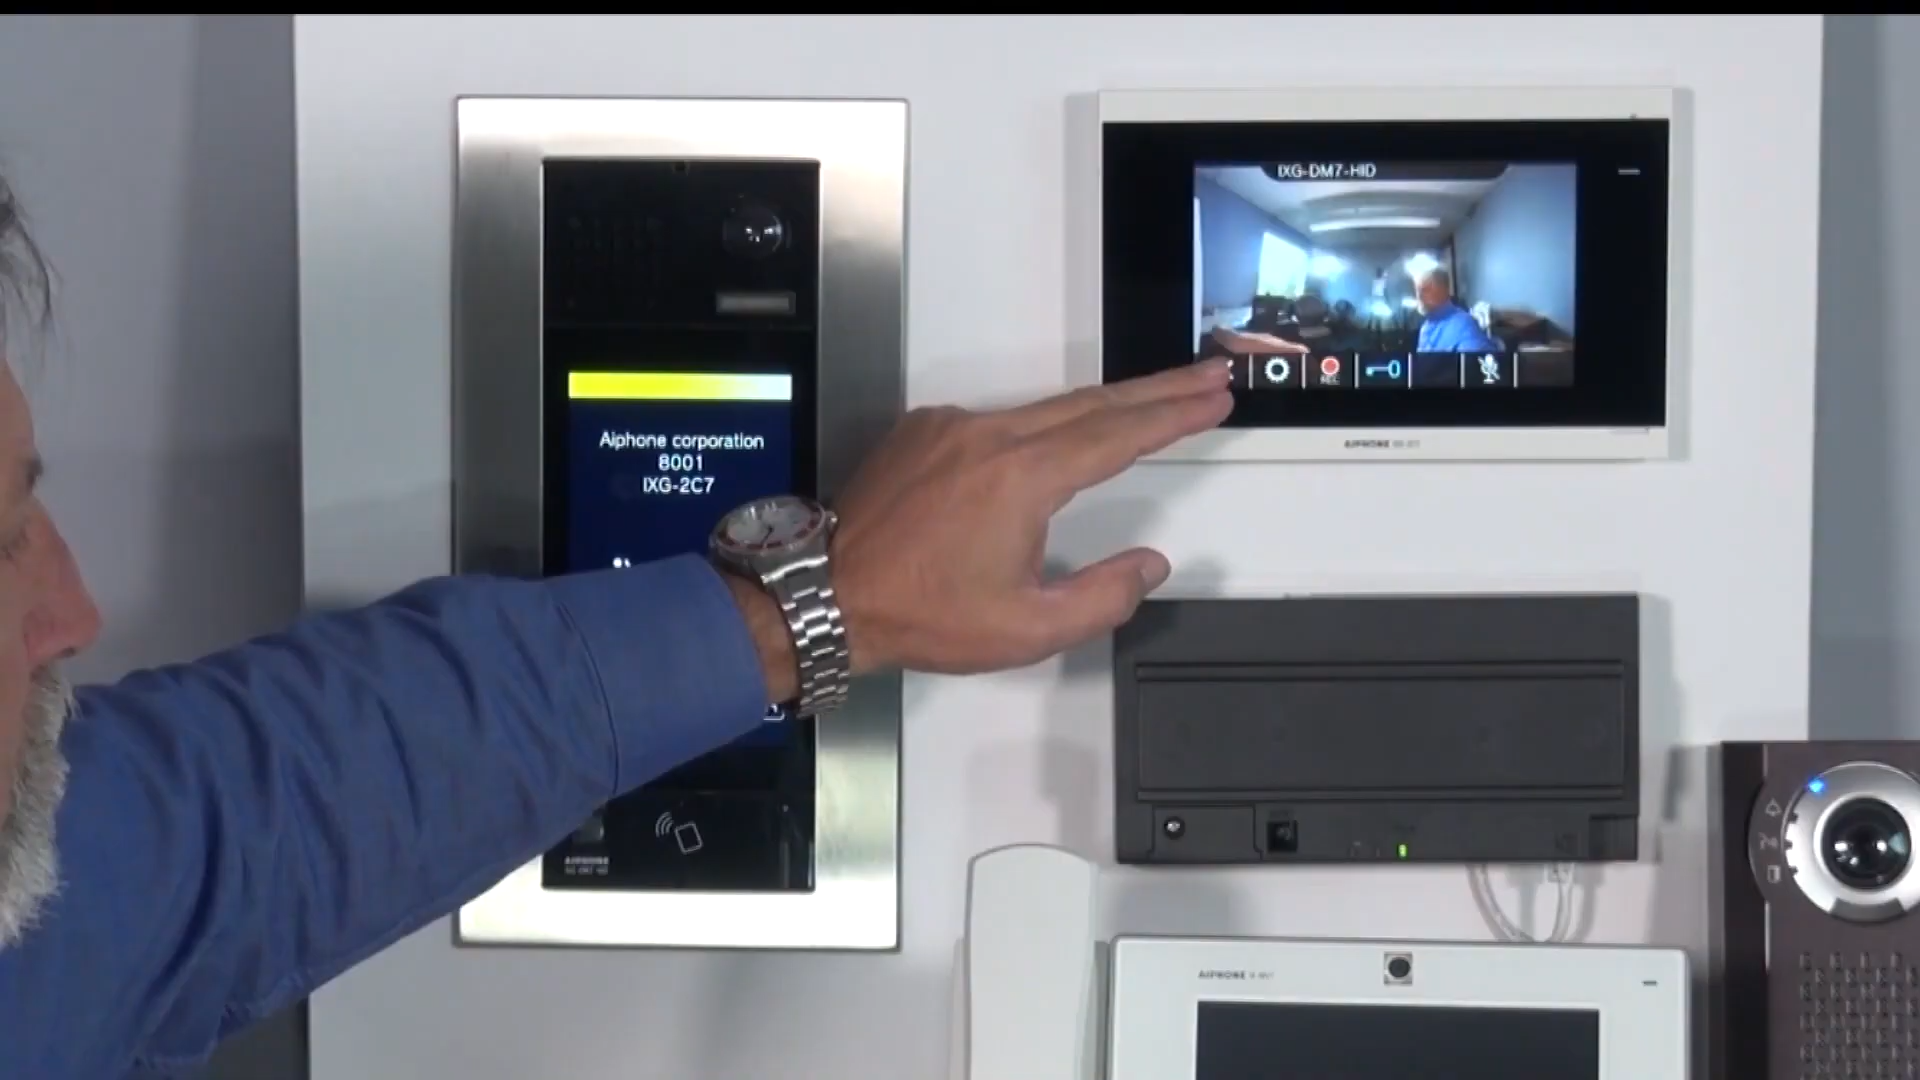 IXG-DM7-HID
REC
AIPHONE
Aiphone corporation
8001
IXG-2C7
AIPHONE
AIPHONE